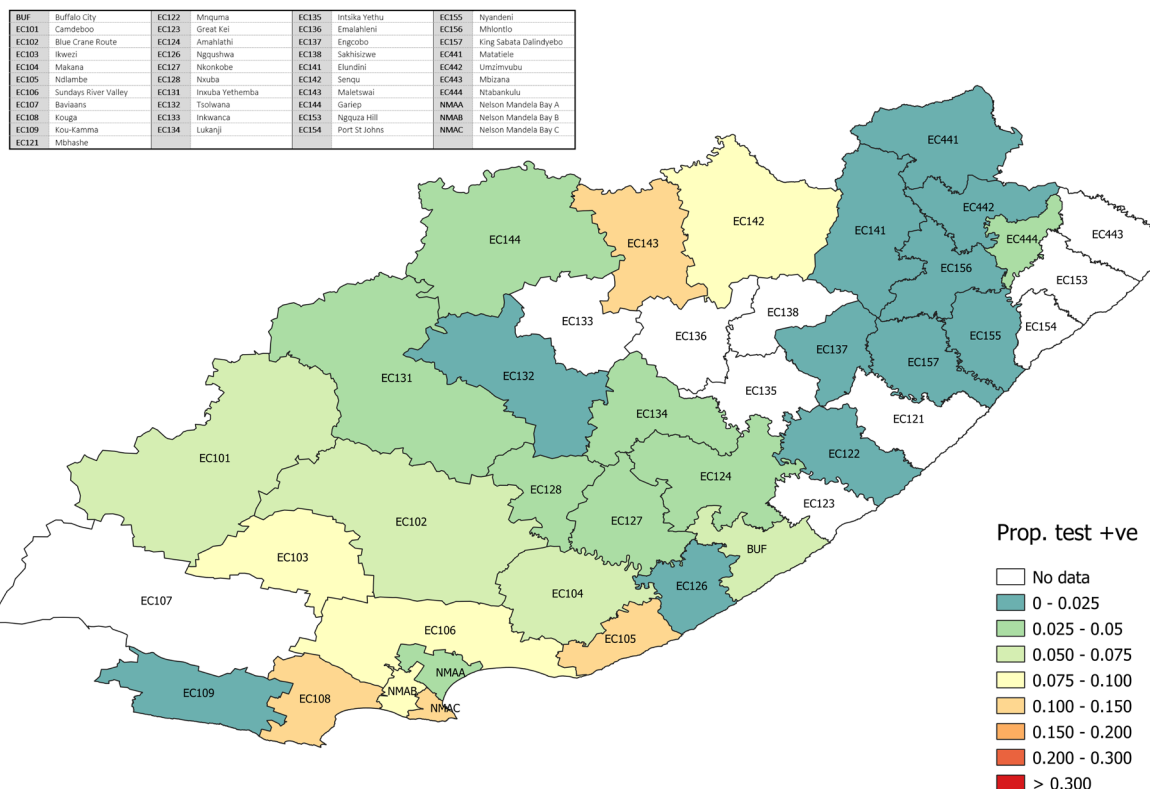 BUF Buffalo City EC122 Mnquma EC135 Intsika Yethu EC155 Nyandeni
EC101 Camdeboo EC123 Great Kei EC136 Emalahleni EC156 Mhlontlo
EC102 Blue Crane Route EC124 Amahlathi EC137 Engcobo EC157 King Sabata Dalindyebo
EC103 Ikwezi EC126 Ngqushwa EC138 Sakhisizwe EC441 Matatiele
EC104 Makana EC127 Nkonkobe EC141 Elundini EC442 Umzimvubu
EC105 Ndlambe EC128 Nxuba EC142 Senqu EC443 Mbizana
EC106 Sundays River Valley EC131 Inxuba Yethemba EC143 Maletswai EC444 Ntabankulu
EC107 Baviaans EC132 Tsolwana EC144 Gariep NMAA Nelson Mandela Bay A
EC108 Kouga EC133 Inkwanca EC153 Ngquza Hill NMAB Nelson Mandela Bay B
EC109 Kou-Kamma EC134 Lukanji EC154 Port St Johns NMAC Nelson Mandela Bay C
EC121 Mbhashe
EC441
EC442
EC142
EC141
EC443
EC144
EC143
EC444
EC156
EC153
EC138
EC133
EC154
EC136
EC155
EC137
EC157
EC132
EC131
EC135
EC134
EC121
EC122
EC101
EC124
EC128
EC123
EC102
EC127
Prop. test +ve
BUF
EC103
No data
EC126
EC104
0 - 0.025
EC107
0.025 - 0.05
EC106
EC105
0.050 - 0.075
NMAA
0.075 - 0.100
EC109
NMAB
EC108
NMAC
0.100 - 0.150
0.150 - 0.200
0.200 - 0.300
> 0.300